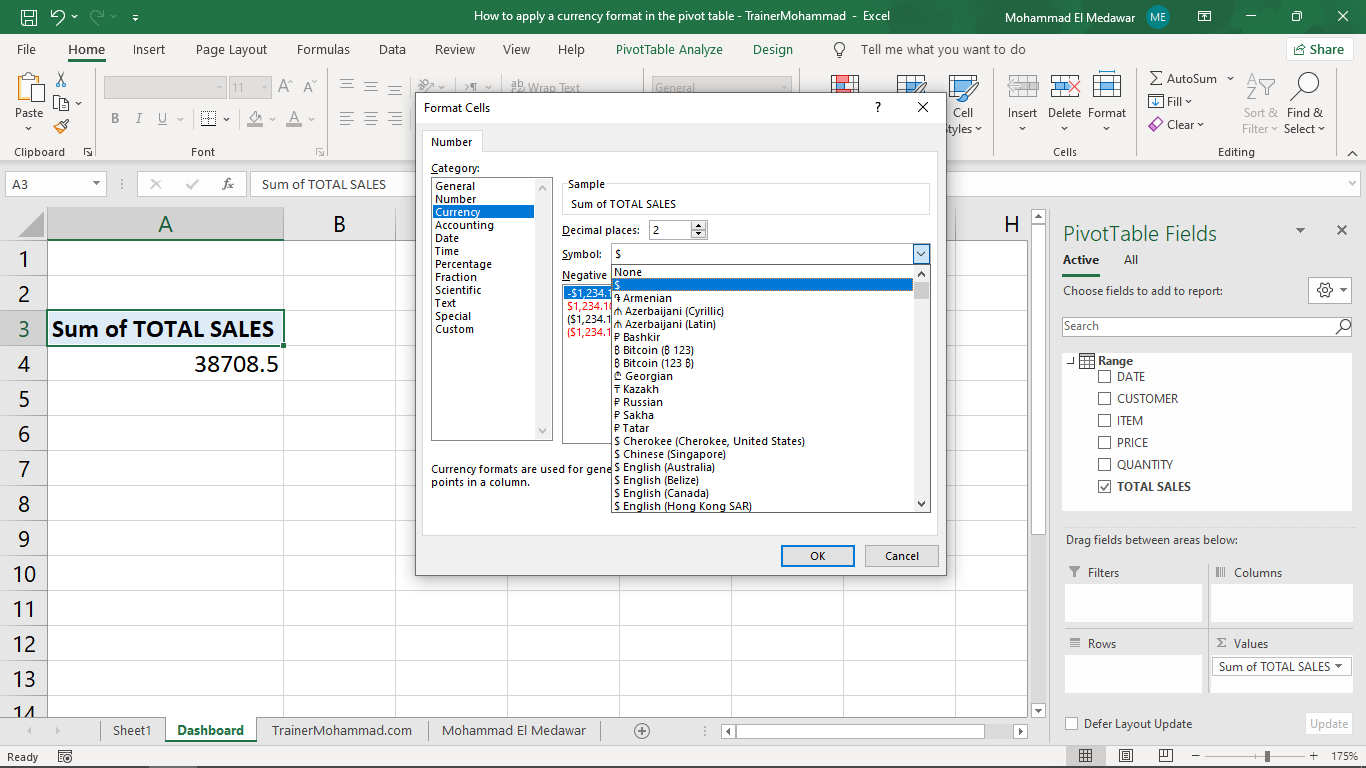 How to apply a currency format in the pivot table - TrainerMohammad - Excel
Mohammad El Medawar ME
File Home Insert Page Layout Formulas Data Review View Help PivotTable Analyze Design Tell me what you want to do Share
Paste
Clipboard
11
B I U
Font
Wrap Text
General
Cell
Styles
Insert Delete Format
Cells
AutoSum
Fill
Clear
Sort &
Filter
Find &
Select
Editing
A3
fx
Sum of TOTAL SALES
A B H
1
2
3 Sum of TOTAL SALES
4 38708.5
5
6
7
8
9
10
11
12
13
14
Format Cells
?
Number
Category:
General
Number
Currency
Accounting
Date
Time
Percentage
Fraction
Scientific
Text
Special
Custom
Sample
Sum of TOTAL SALES
Decimal places: 2
Symbol: $
Negative
-$1,234.1
$1,234.10
($1,234.1
($1,234.1
None
$
֏ Armenian
₼ Azerbaijani (Cyrillic)
₼ Azerbaijani (Latin)
₽ Bashkir
₿ Bitcoin (₿ 123)
₿ Bitcoin (123 ₿)
₾ Georgian
₸ Kazakh
₽ Russian
₽ Sakha
₽ Tatar
$ Cherokee (Cherokee, United States)
$ Chinese (Singapore)
$ English (Australia)
$ English (Belize)
$ English (Canada)
$ English (Hong Kong SAR)
Currency formats are used for gene
points in a column.
OK Cancel
PivotTable Fields
Active All
Choose fields to add to report:
Search
Range
DATE
CUSTOMER
ITEM
PRICE
QUANTITY
TOTAL SALES
Drag fields between areas below:
Filters Columns
Rows Σ Values
Sum of TOTAL SALES
Defer Layout Update Update
Sheet1 Dashboard TrainerMohammad.com Mohammad El Medawar
Ready
175%